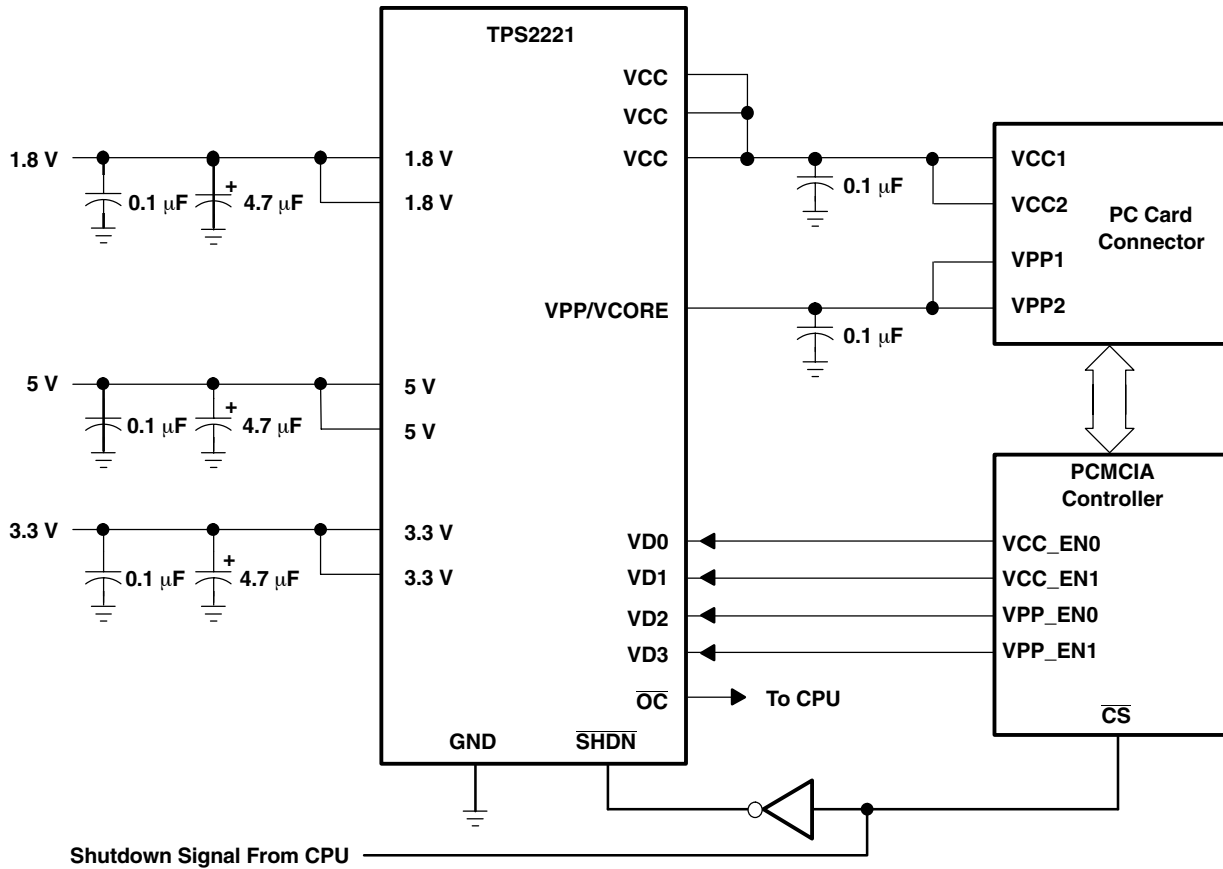 TPS2221
VCC
VCC
VCC
1.8 V
1.8 V
1.8 V
0.1 μF
+
4.7 μF
0.1 μF
VCC1
VCC2
PC Card
Connector
VPP1
VPP2
VPP/VCORE
0.1 μF
5 V
5 V
5 V
0.1 μF
+
4.7 μF
PCMCIA
Controller
3.3 V
3.3 V
3.3 V
0.1 μF
+
4.7 μF
VD0
VCC_EN0
VD1
VCC_EN1
VD2
VPP_EN0
VD3
VPP_EN1
O̅C̅
To CPU
C̅S̅
GND
S̅H̅D̅N̅
Shutdown Signal From CPU